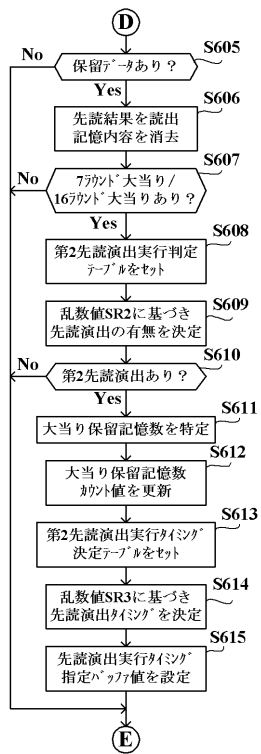 D
S605
No
保留ﾃﾞｰﾀあり？
Yes
S606
先読結果を読出
記憶内容を消去
S607
No
7ﾗｳﾝﾄﾞ大当り/
16ﾗｳﾝﾄﾞ大当りあり？
Yes
S608
第2先読演出実行判定
ﾃｰﾌﾞﾙをセット
S609
乱数値SR2に基づき
先読演出の有無を決定
S610
No
第2先読演出あり？
Yes
S611
大当り保留記憶数を特定
S612
大当り保留記憶数
ｶｳﾝﾄ値を更新
S613
第2先読演出実行ﾀｲﾐﾝｸﾞ
決定テーブルをセット
S614
乱数値SR3に基づき
先読演出ﾀｲﾐﾝｸﾞを決定
S615
先読演出実行ﾀｲﾐﾝｸﾞ
指定ﾊﾞｯﾌｧ値を設定
E